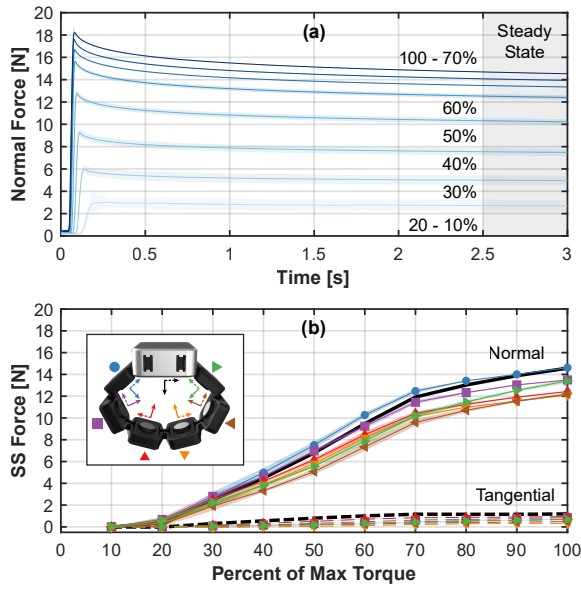 (a)
Steady
State
100 - 70%
60%
50%
40%
30%
20 - 10%
Normal Force [N]
20
18
16
14
12
10
8
6
4
2
0
0 0.5 1 1.5 2 2.5 3
Time [s]
(b)
Normal
Tangential
SS Force [N]
20
18
16
14
12
10
8
6
4
2
0
0 10 20 30 40 50 60 70 80 90 100
Percent of Max Torque